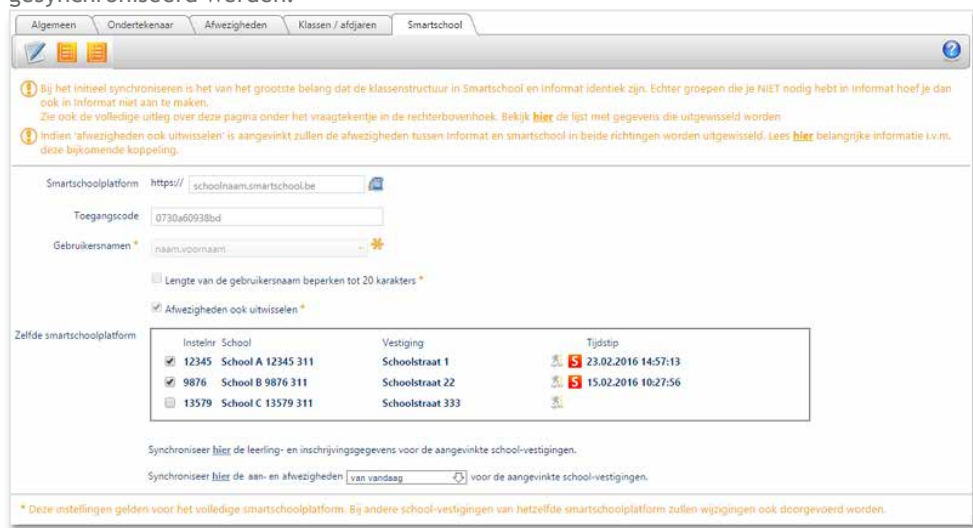 gesynchroniseerd worden.
Algemeen Ondertekenaar Afwezigheden Klassen / afdjaren Smartschool
Bij het initieel synchroniseren is het van het grootste belang dat de klassenstructuur in Smartschool en Informat identiek zijn. Echter groepen die je NIET nodig hebt in Informat hoef je dan
ook in Informat niet aan te maken.
Zie ook de volledige uitleg over deze pagina onder het vraagtekentje in de rechterbovenhoek. Bekijk hier de lijst met gegevens die uitgewisseld worden
Indien 'afwezigheden ook uitwisselen' is aangevinkt zullen de afwezigheden tussen Informat en smartschool in beide richtingen worden uitgewisseld. Lees hier belangrijke informatie i.v.m.
deze bijkomende koppeling.
Smartschoolplatform https:// schoolnaam.smartschool.be
Toegangscode 0730a60938bd
Gebruikersnamen * naam.voornaam
Lengte van de gebruikersnaam beperken tot 20 karakters *
Afwezigheden ook uitwisselen *
Zelfde smartschoolplatform
Instelnr School Vestiging Tijdstip
12345 School A 12345 311 Schoolstraat 1 S 23.02.2016 14:57:13
9876 School B 9876 311 Schoolstraat 22 S 15.02.2016 10:27:56
13579 School C 13579 311 Schoolstraat 333
Synchroniseer hier de leerling- en inschrijvingsgegevens voor de aangevinkte school-vestigingen.
Synchroniseer hier de aan- en afwezigheden van vandaag voor de aangevinkte school-vestigingen.
* Deze instellingen gelden voor het volledige smartschoolplatform. Bij andere school-vestigingen van hetzelfde smartschoolplatform zullen wijzigingen ook doorgevoerd worden.